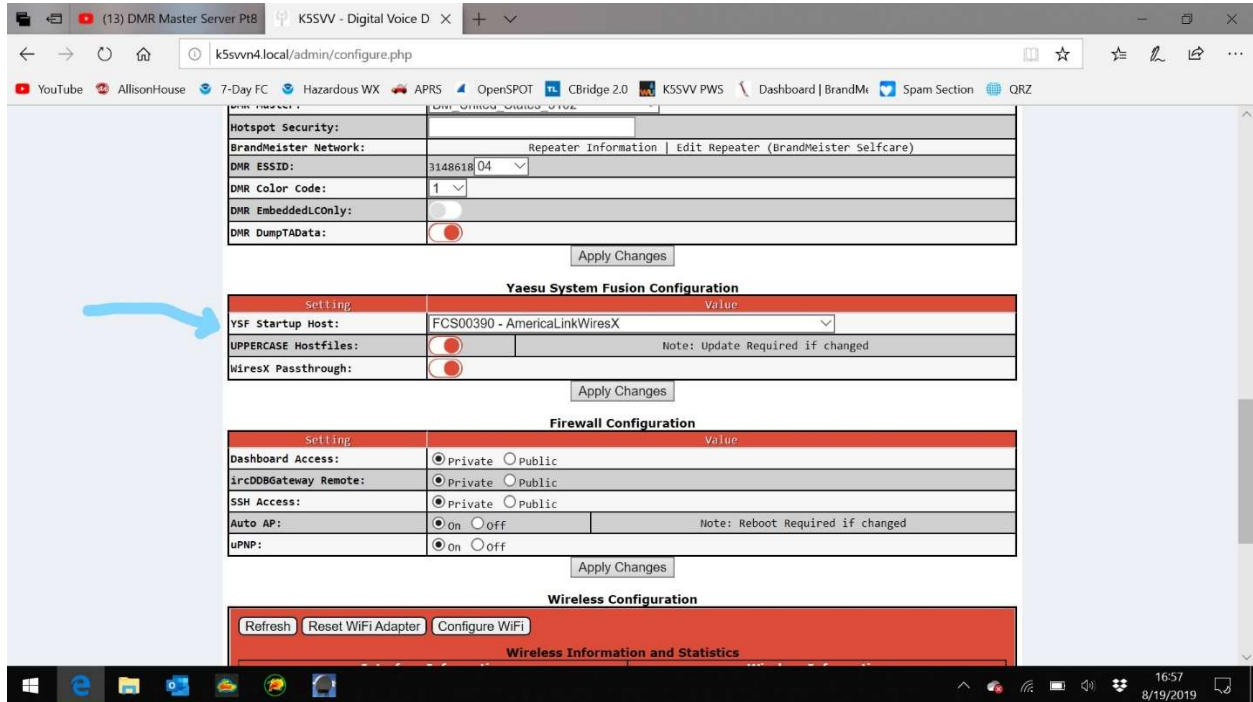 (13) DMR Master Server Pt8
K5SVV - Digital Voice D
k5svvn4.local/admin/configure.php
YouTube AllisonHouse 7-Day FC Hazardous WX APRS OpenSPOT CBridge 2.0 K5SVV PWS Dashboard | BrandMe Spam Section QRZ
DMR Master: BM_United_States_3102
Hotspot Security:
BrandMeister Network: Repeater Information | Edit Repeater (BrandMeister Selfcare)
DMR ESSID: 3148618 04
DMR Color Code: 1
DMR EmbeddedLCOnly:
DMR DumpTAData:
Apply Changes
Yaesu System Fusion Configuration
Setting Value
YSF Startup Host: FCS00390 - AmericaLinkWiresX
UPPERCASE Hostfiles: Note: Update Required if changed
WiresX Passthrough:
Apply Changes
Firewall Configuration
Setting Value
Dashboard Access: Private Public
ircDDBGateway Remote: Private Public
SSH Access: Private Public
Auto AP: On Off Note: Reboot Required if changed
uPNP: On Off
Apply Changes
Wireless Configuration
Refresh Reset WiFi Adapter Configure WiFi
Wireless Information and Statistics
16:57
8/19/2019